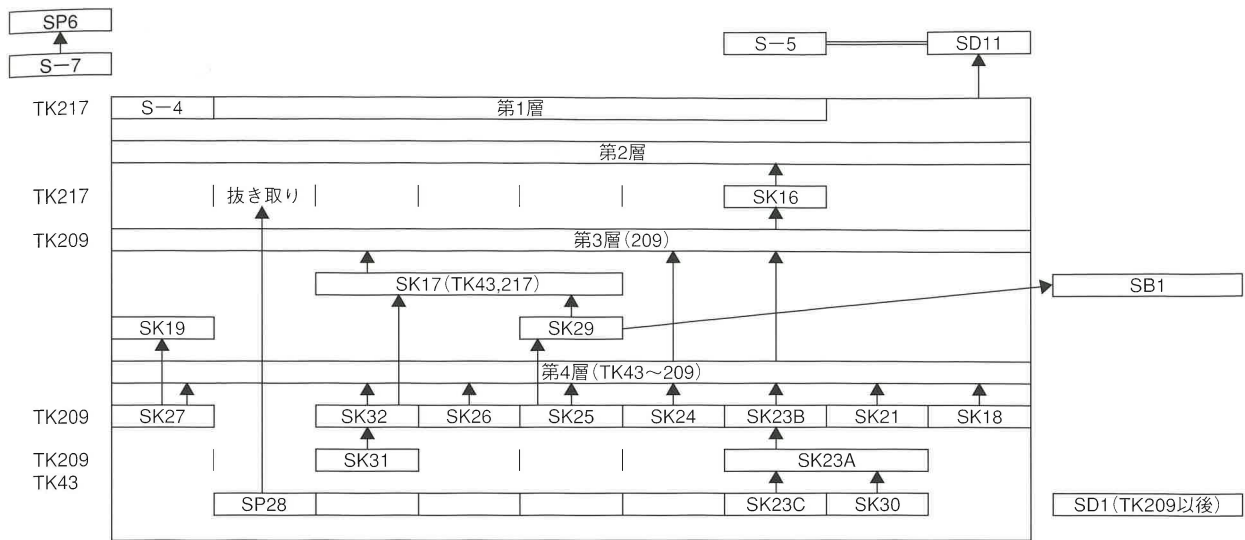 SP6
S－7
S－5
SD11
TK217
S－4
第1層
第2層
TK217
抜き取り
SK16
TK209
第3層(209)
SK17(TK43,217)
SB1
SK19
SK29
第4層(TK43～209)
TK209
SK27
SK32
SK26
SK25
SK24
SK23B
SK21
SK18
TK209
SK31
SK23A
TK43
SP28
SK23C
SK30
SD1(TK209以後)